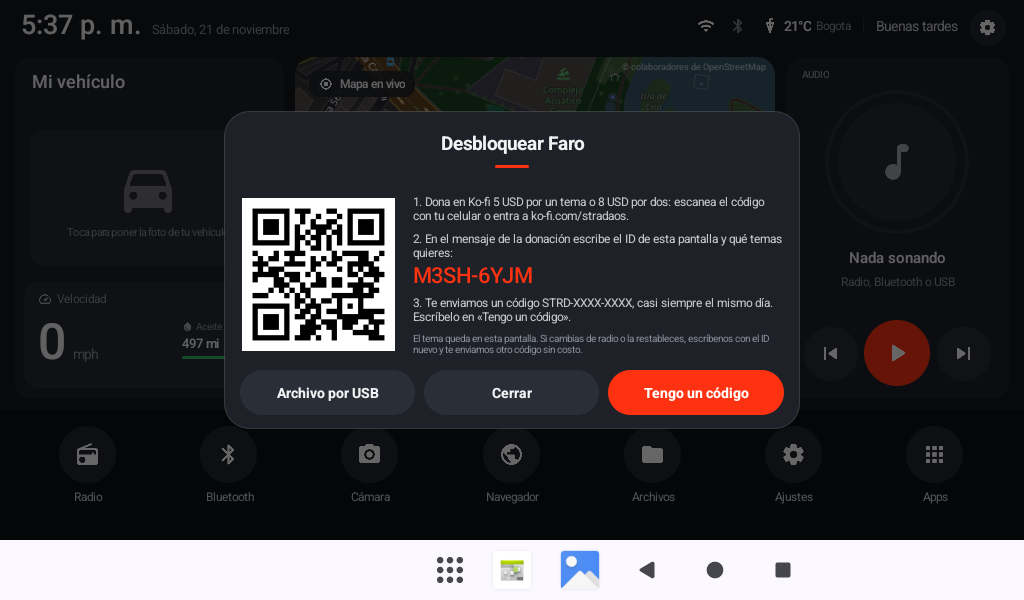 5:37 p. m. Sábado, 21 de noviembre
21°C Bogota
Buenas tardes
Mi vehículo
Mapa en vivo
© colaboradores de OpenStreetMap
Complejo
Acuático
Isla de
AUDIO
Desbloquear Faro
1. Dona en Ko-fi 5 USD por un tema o 8 USD por dos: escanea el código
con tu celular o entra a ko-fi.com/stradaos.
2. En el mensaje de la donación escribe el ID de esta pantalla y qué temas
quieres:
M3SH-6YJM
3. Te enviamos un código STRD-XXXX-XXXX, casi siempre el mismo día.
Escríbelo en «Tengo un código».
El tema queda en esta pantalla. Si cambias de radio o la restableces, escríbenos con el ID
nuevo y te enviamos otro código sin costo.
Archivo por USB
Cerrar
Tengo un código
Toca para poner la foto de tu vehícul
Velocidad
0 mph
Aceite
497 mi
Nada sonando
Radio, Bluetooth o USB
Radio
Bluetooth
Cámara
Navegador
Archivos
Ajustes
Apps